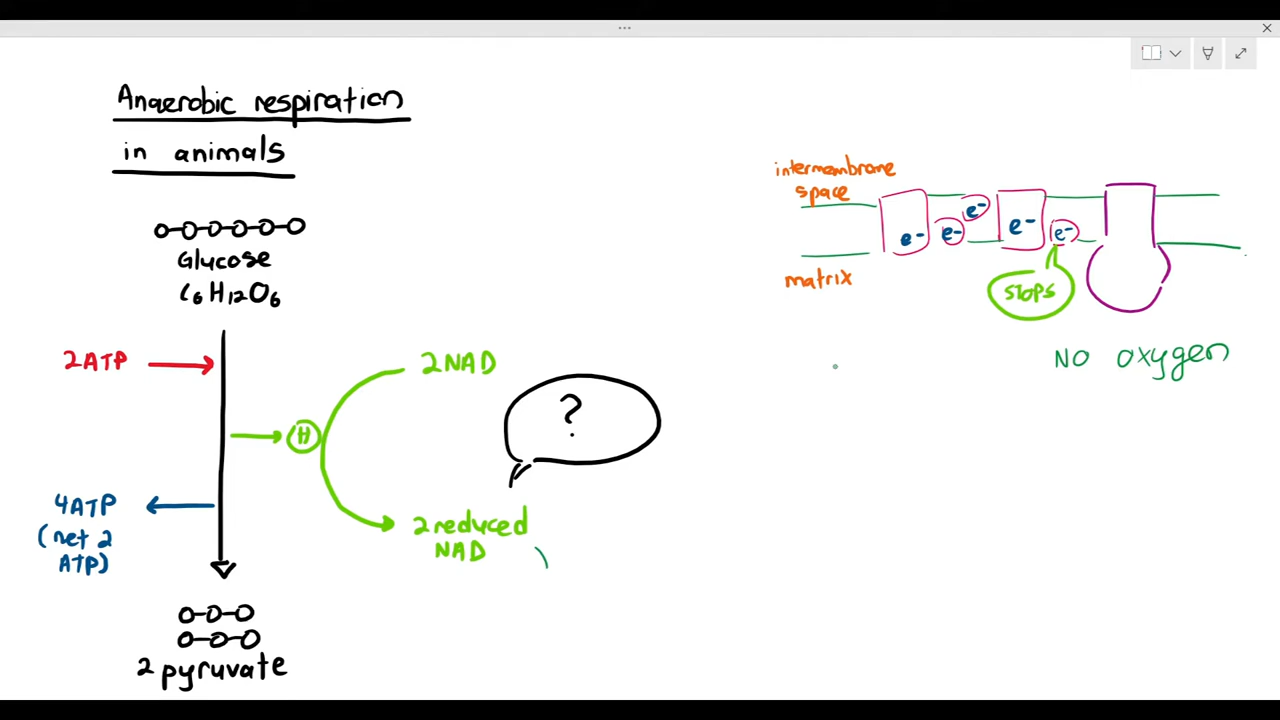 Anaerobic respiration
in animals
Glucose
C6H12O6
2ATP
2NAD
H
?
4ATP
(net 2
ATP)
2 reduced
NAD
2 pyruvate
intermembrane
space
e-
e-
e-
e-
e-
matrix
STOPS
NO oxygen